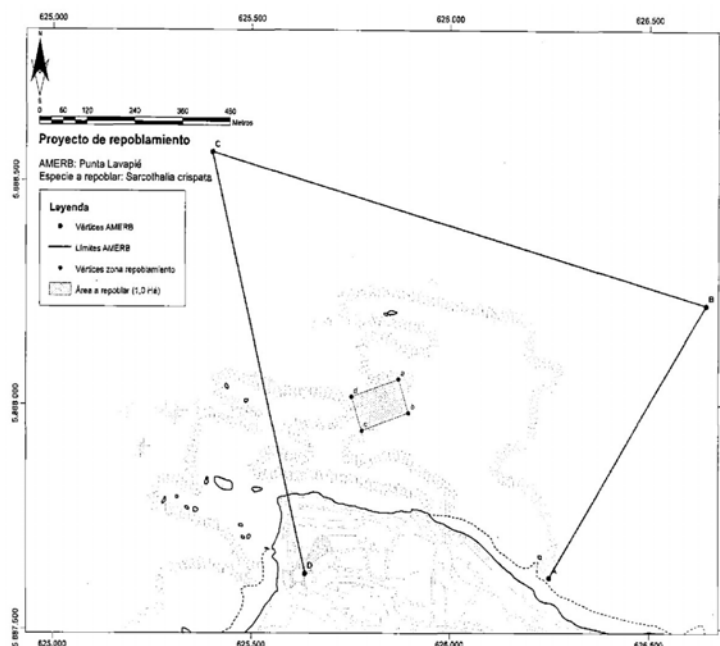 625.000 625.500 626.000 626.500
N
S
0 60 120 240 360 450
Metros
Proyecto de repoblamiento
AMERB: Punta Lavapié
Especie a repoblar: Sarcothalia crispata
Leyenda
Vértices AMERB
Límites AMERB
Vértices zona repoblamiento
Área a repoblar (1,0 Há)
C
B
a
d
b
c
D
A
5.888.500
5.888.000
5.887.500
625.000 625.500 626.000 626.500